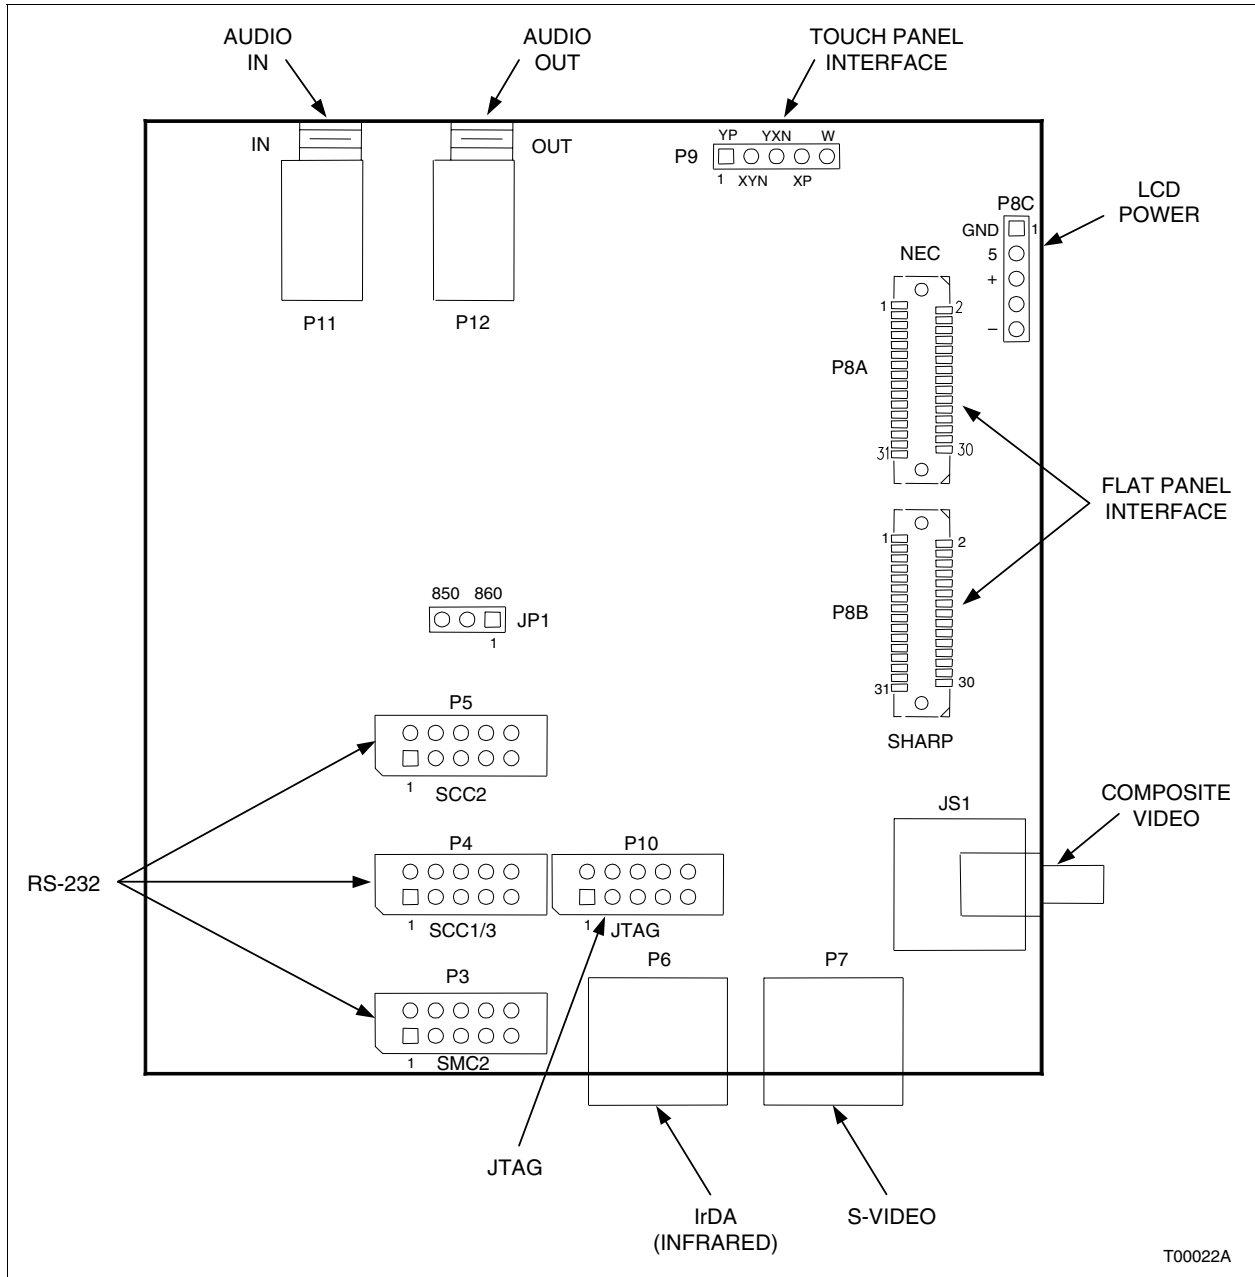 AUDIO
IN
AUDIO
OUT
TOUCH PANEL
INTERFACE
IN
OUT
YP YXN W
P9
1 XYN XP
LCD
POWER
P8C
GND 1
5
+
–
NEC
1 2
P8A
31 30
P11
P12
FLAT PANEL
INTERFACE
1 2
P8B
31 30
SHARP
850 860
JP1
1
P5
1
SCC2
RS-232
P4
1
SCC1/3
P10
1 JTAG
P3
1
SMC2
JS1
COMPOSITE
VIDEO
P6
P7
JTAG
IrDA
(INFRARED)
S-VIDEO
T00022A